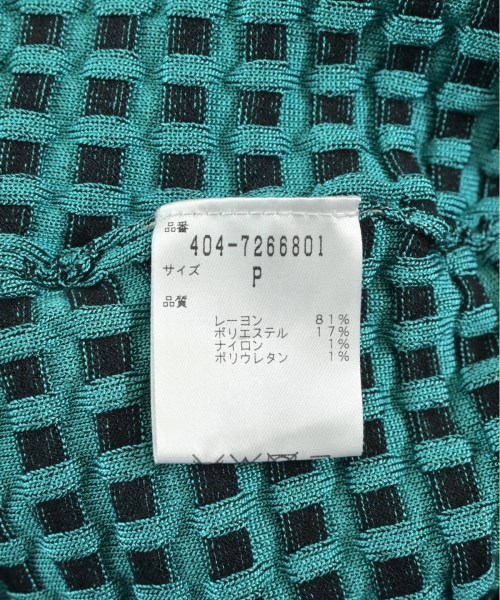 品番
404-7266801
サイズ P
品質
レーヨン 81%
ポリエステル 17%
ナイロン 1%
ポリウレタン 1%